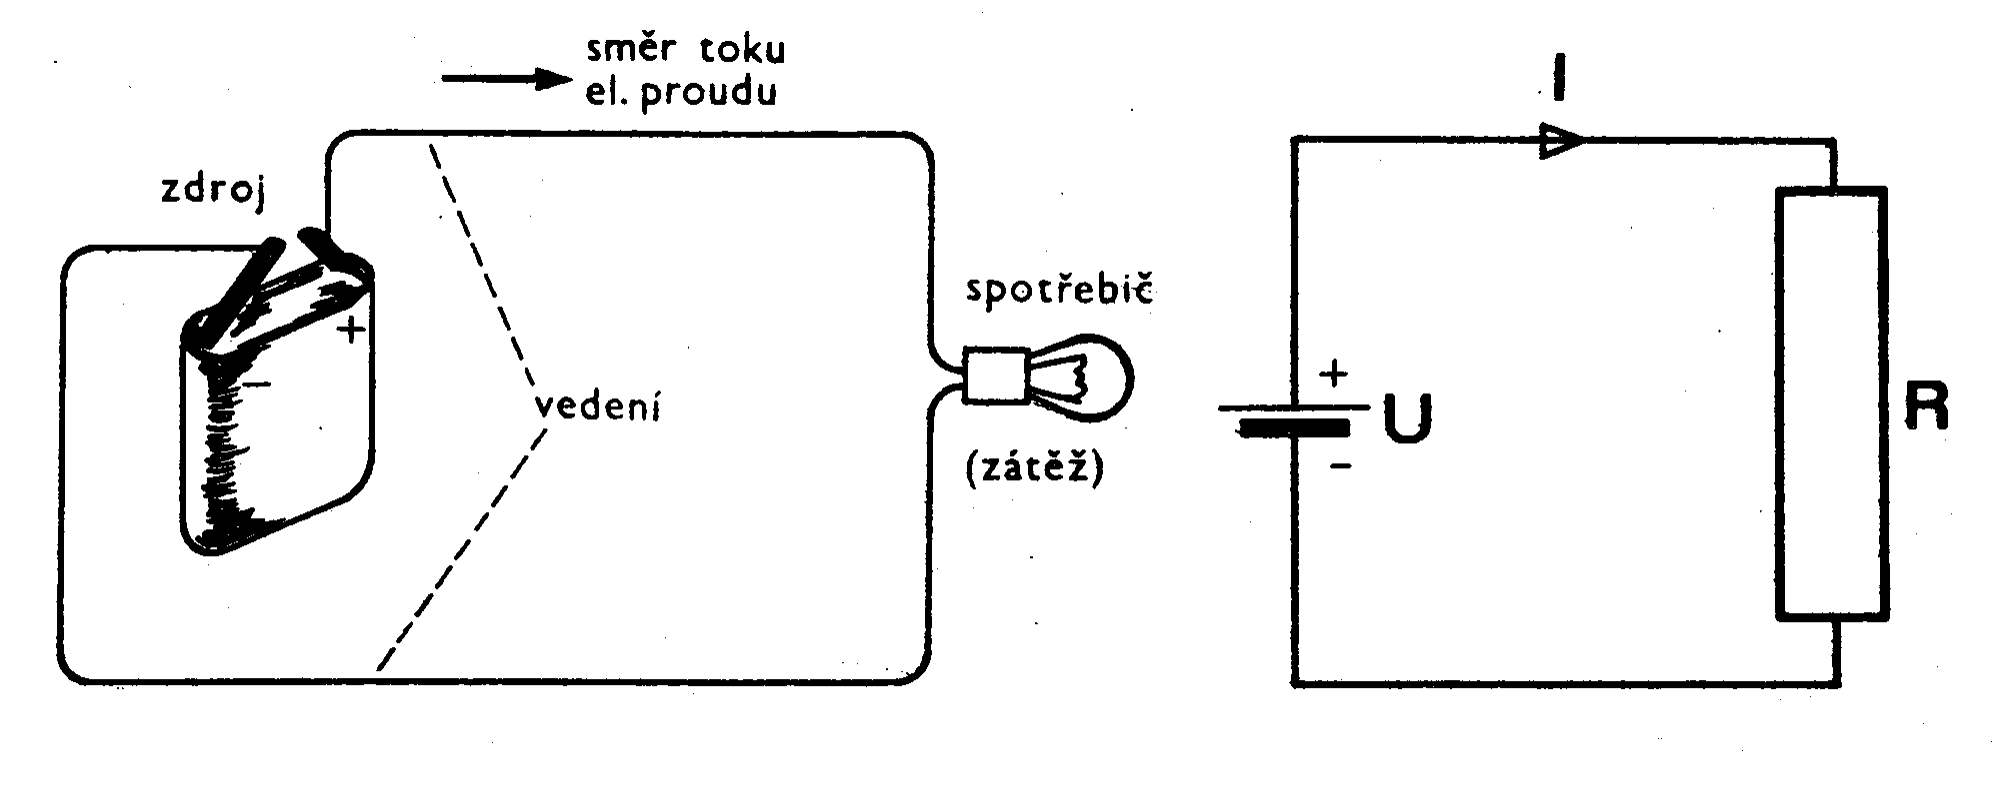 směr toku
el. proudu
zdroj
+
-
vedení
spotřebič
(zátěž)
I
+
U
-
R